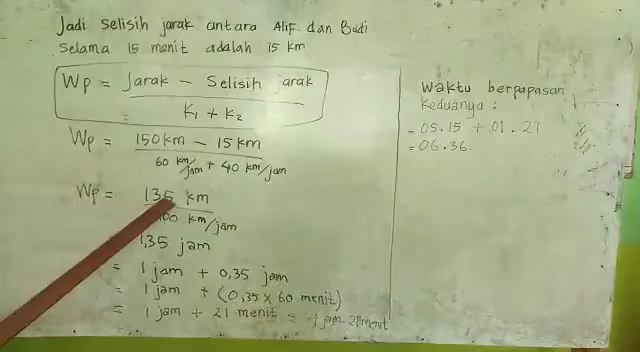 Jadi selisih jarak antara Alif dan Budi
Selama 15 menit adalah 15 km
Wp = Jarak - Selisih jarak
=
K1 + K2
Wp = 150 km - 15 km
60 km/jam + 40 km/jam
Wp = 135 km
100 km/jam
1,35 jam
= 1 jam + 0,35 jam
= 1 jam + (0,35 x 60 menit)
= 1 jam + 21 menit = 1 jam 21 menit
Waktu berpapasan
Keduanya :
= 05.15 + 01.21
= 06.36.